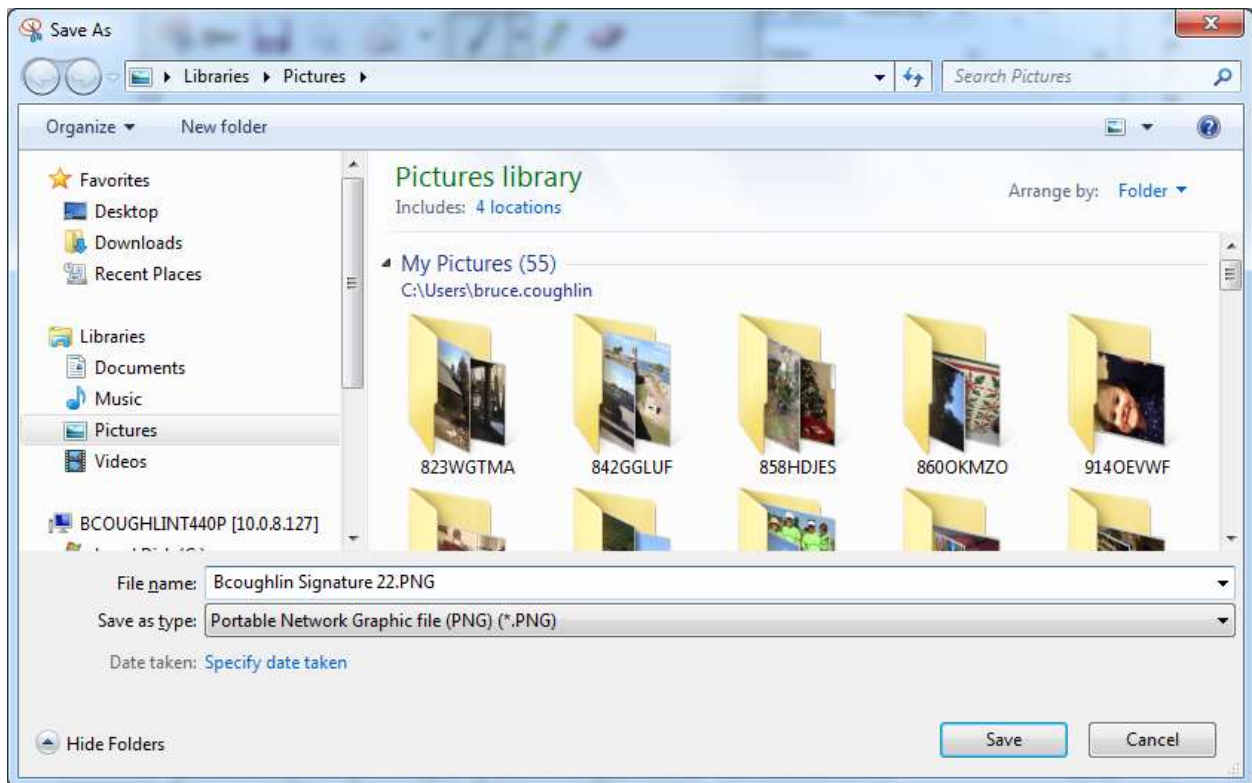 Save As
Libraries Pictures
Search Pictures
Organize New folder
Favorites
Desktop
Downloads
Recent Places
Libraries
Documents
Music
Pictures
Videos
BCOUGHLINT440P [10.0.8.127]
Pictures library
Includes: 4 locations
Arrange by: Folder
My Pictures (55)
C:\Users\bruce.coughlin
823WGTMA 842GGLUF 858HDJES 860OKMZO 914OEVWF
File name: Bcoughlin Signature 22.PNG
Save as type: Portable Network Graphic file (PNG) (*.PNG)
Date taken: Specify date taken
Hide Folders
Save Cancel